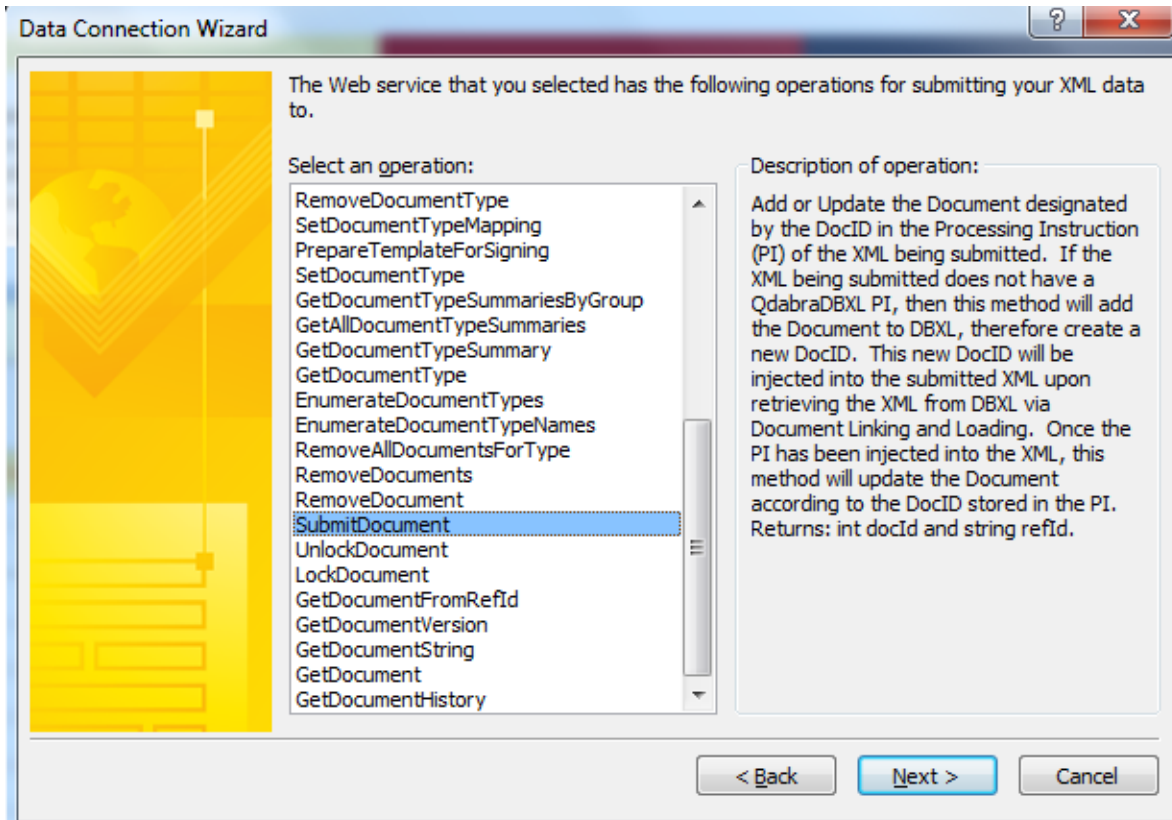 Data Connection Wizard
The Web service that you selected has the following operations for submitting your XML data
to.
Select an operation:
RemoveDocumentType
SetDocumentTypeMapping
PrepareTemplateForSigning
SetDocumentType
GetDocumentTypeSummariesByGroup
GetAllDocumentTypeSummaries
GetDocumentTypeSummary
GetDocumentType
EnumerateDocumentTypes
EnumerateDocumentTypeNames
RemoveAllDocumentsForType
RemoveDocuments
RemoveDocument
SubmitDocument
UnlockDocument
LockDocument
GetDocumentFromRefId
GetDocumentVersion
GetDocumentString
GetDocument
GetDocumentHistory
Description of operation:
Add or Update the Document designated
by the DocID in the Processing Instruction
(PI) of the XML being submitted.  If the
XML being submitted does not have a
QdabraDBXL PI, then this method will add
the Document to DBXL, therefore create a
new DocID.  This new DocID will be
injected into the submitted XML upon
retrieving the XML from DBXL via
Document Linking and Loading.  Once the
PI has been injected into the XML, this
method will update the Document
according to the DocID stored in the PI.
Returns: int docId and string refId.
< Back
Next >
Cancel